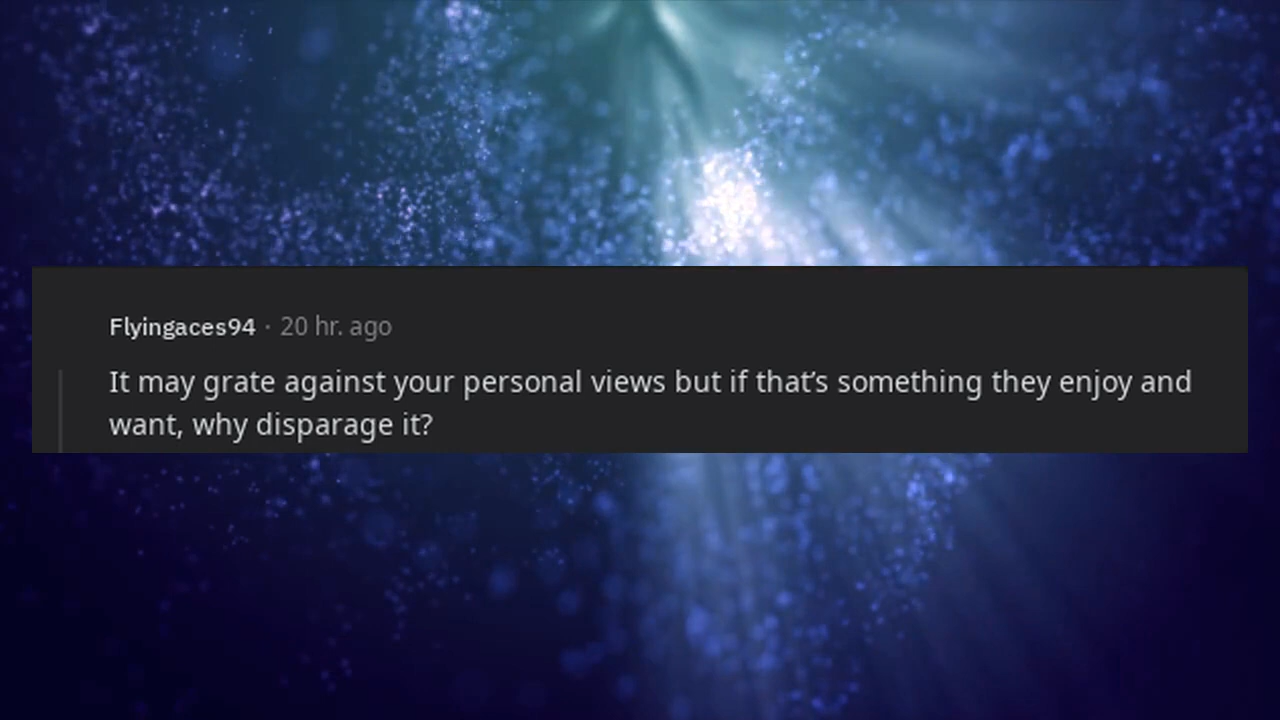 Flyingaces94 · 20 hr. ago
It may grate against your personal views but if that’s something they enjoy and
want, why disparage it?